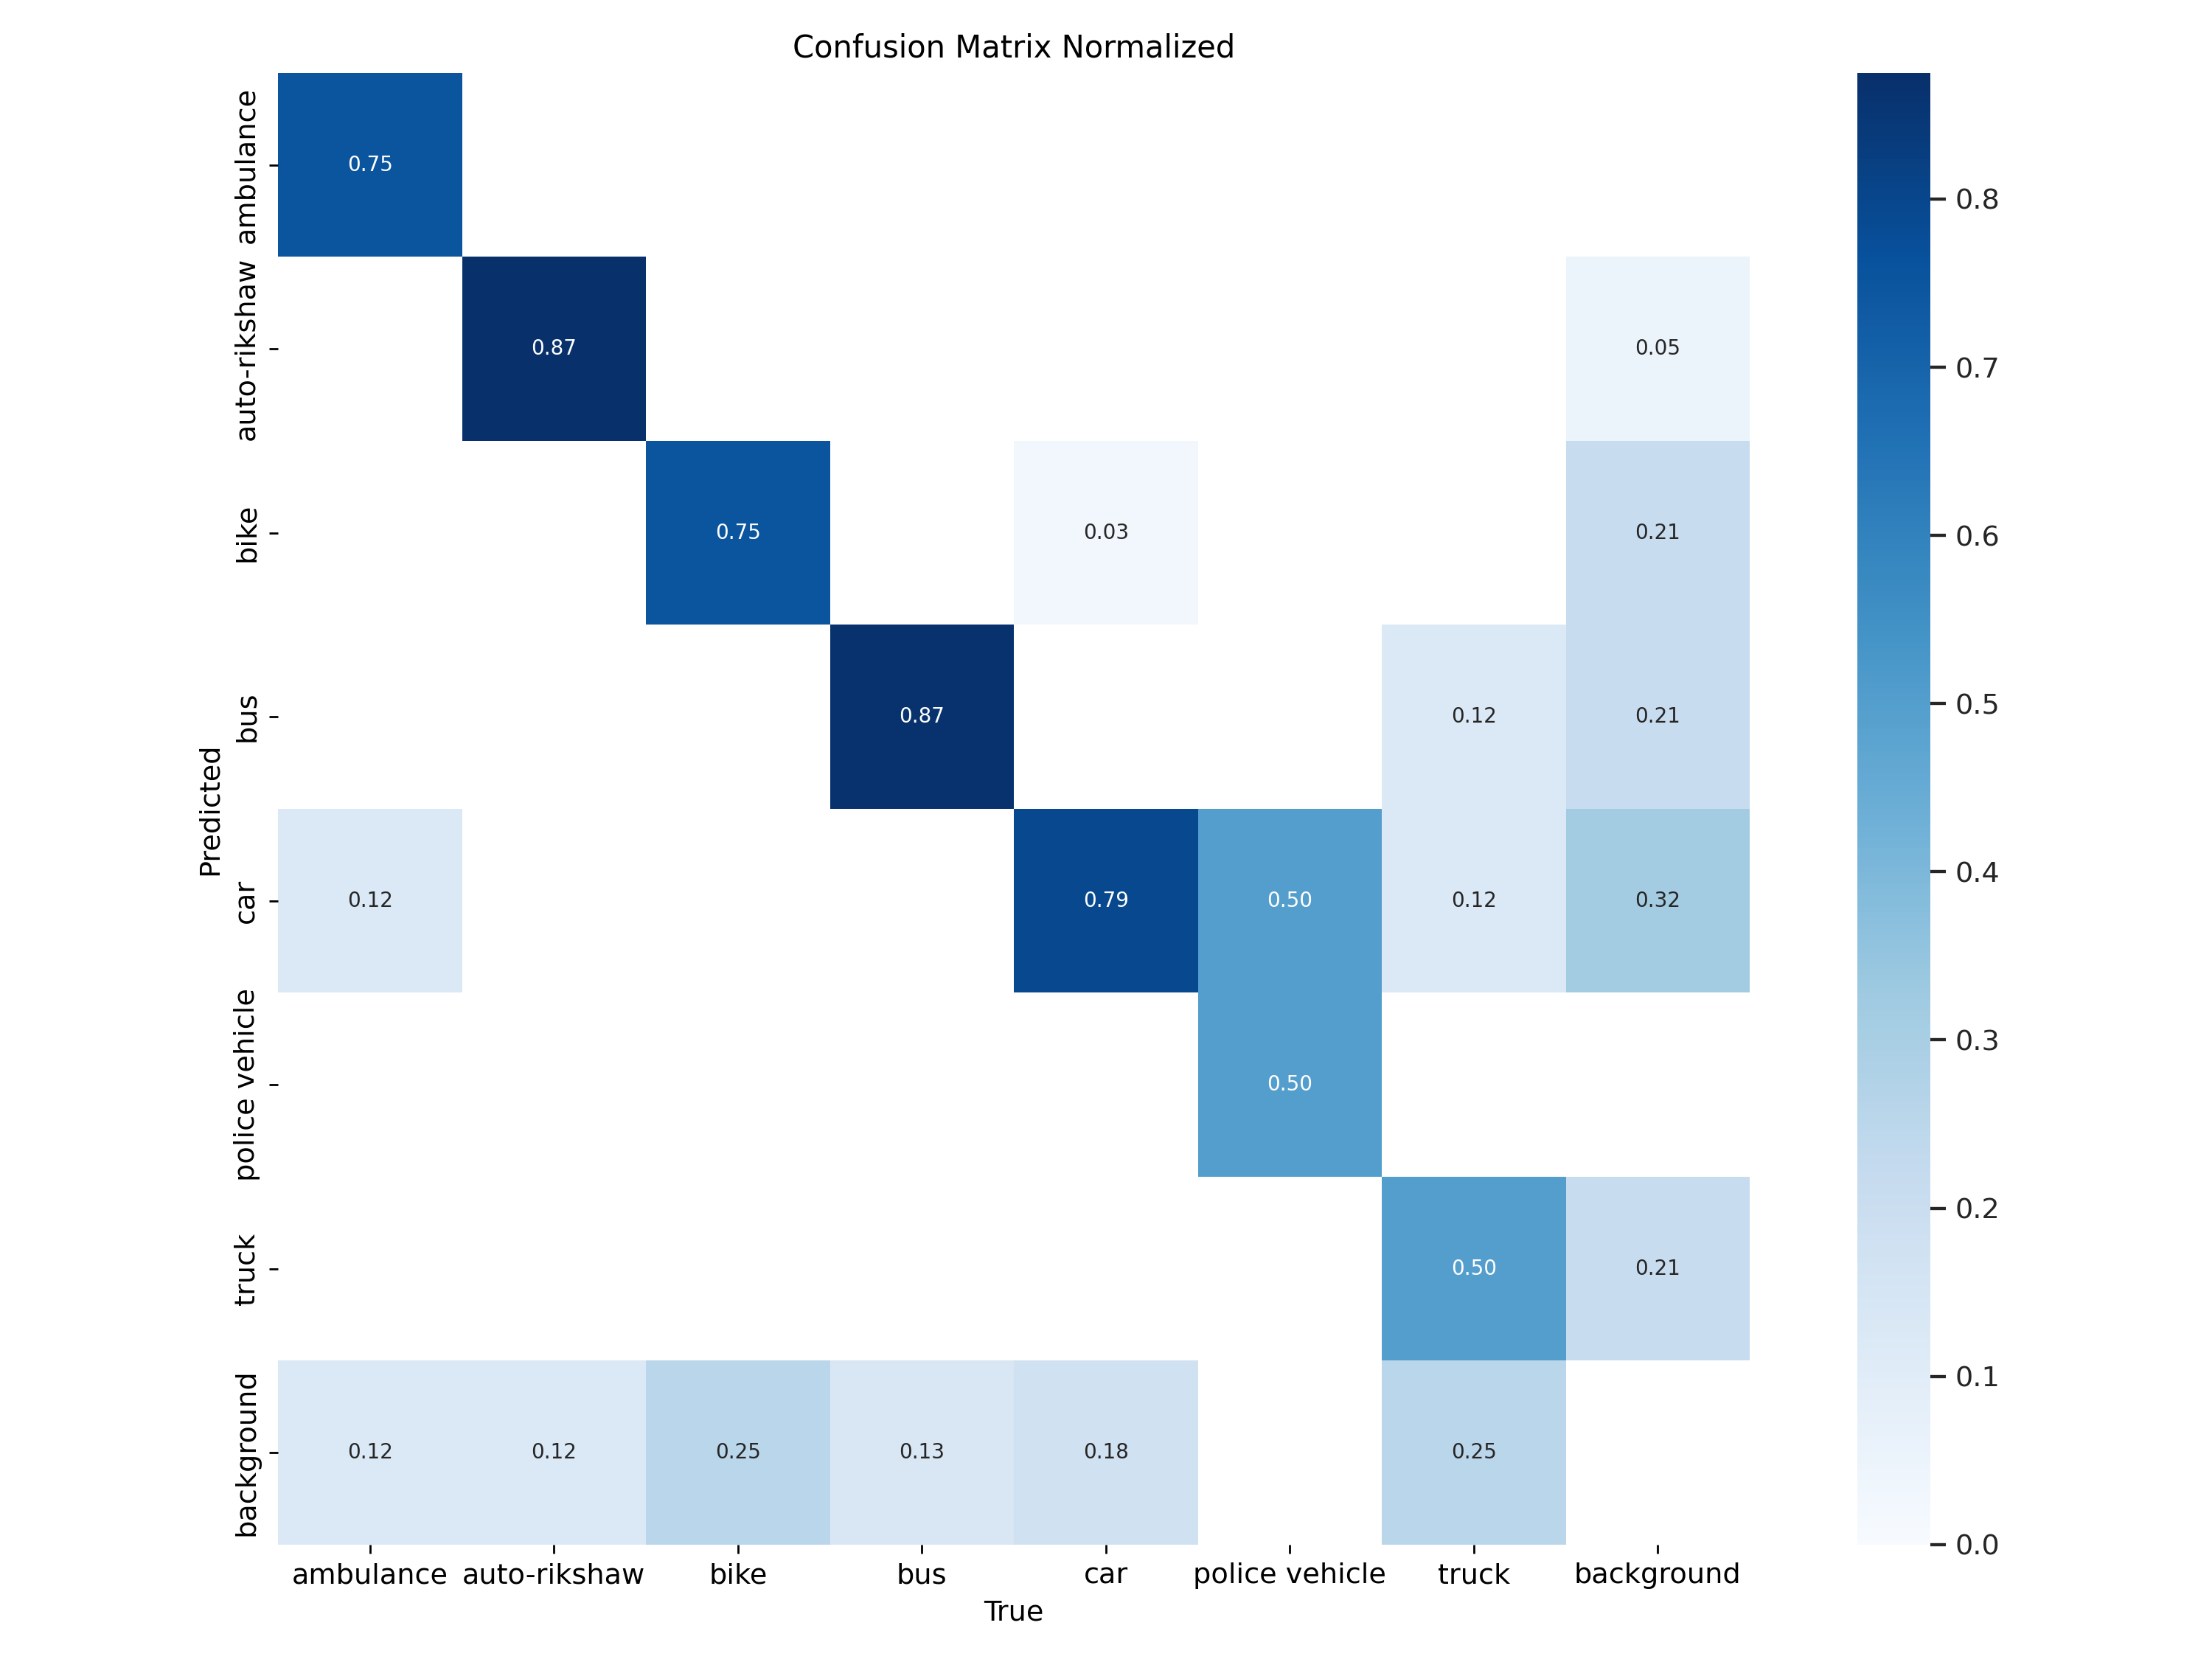 Confusion Matrix Normalized
ambulance
0.75
0.8
auto-rikshaw
0.87
0.05
0.7
bike
0.75
0.03
0.21
0.6
bus
0.87
0.12
0.21
0.5
Predicted
car
0.12
0.79
0.50
0.12
0.32
0.4
police vehicle
0.50
0.3
truck
0.50
0.21
0.2
background
0.12
0.12
0.25
0.13
0.18
0.25
0.1
0.0
ambulance auto-rikshaw bike bus car police vehicle truck background
True